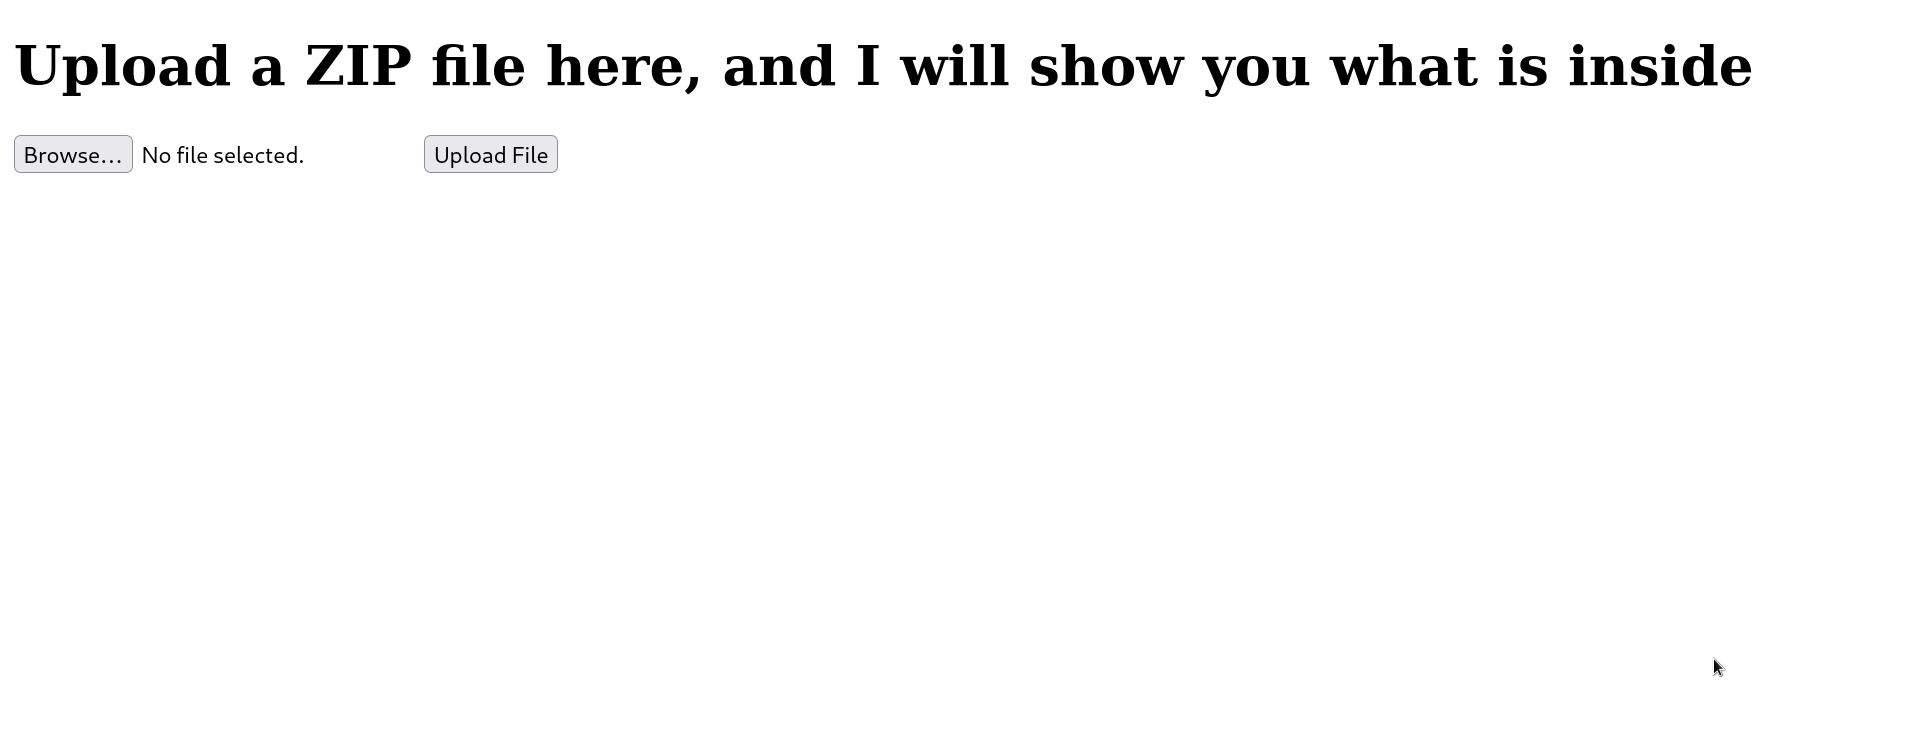 Upload a ZIP file here, and I will show you what is inside
Browse... No file selected. Upload File